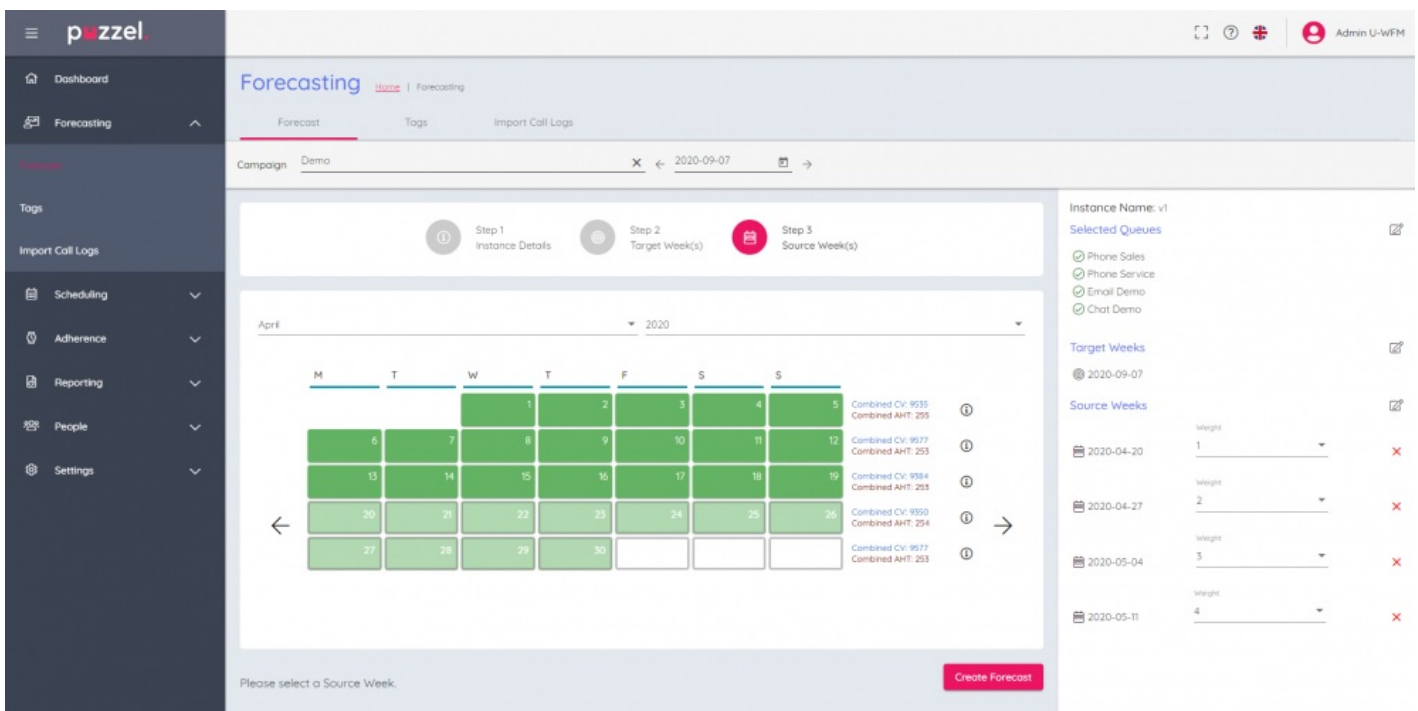 puzzel.
Admin U-WFM
Dashboard
Forecasting
Forecast
Tags
Import Call Logs
Scheduling
Adherence
Reporting
People
Settings
Forecasting Home | Forecasting
Forecast Tags Import Call Logs
Campaign Demo 2020-09-07
Step 1
Instance Details
Step 2
Target Week(s)
Step 3
Source Week(s)
April 2020
M T W T F S S
1 2 3 4 5 Combined CV: 9535
Combined AHT: 255
6 7 8 9 10 11 12 Combined CV: 9577
Combined AHT: 253
13 14 15 16 17 18 19 Combined CV: 9384
Combined AHT: 253
20 21 22 23 24 25 26 Combined CV: 9350
Combined AHT: 254
27 28 29 30 Combined CV: 9577
Combined AHT: 253
Please select a Source Week.
Create Forecast
Instance Name: v1
Selected Queues
Phone Sales
Phone Service
Email Demo
Chat Demo
Target Weeks
2020-09-07
Source Weeks
Weight
2020-04-20 1
Weight
2020-04-27 2
Weight
2020-05-04 3
Weight
2020-05-11 4